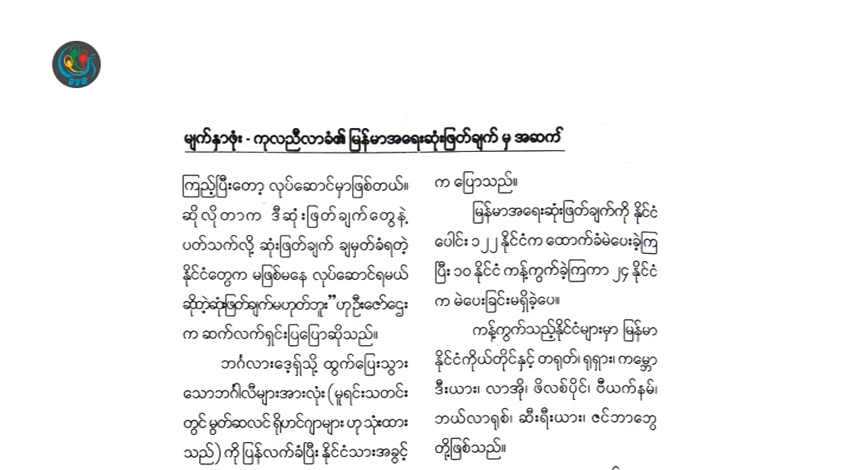 DVB
မျက်နှာဖုံး - ကုလညီလာခံ၏ မြန်မာအရေးဆုံးဖြတ်ချက် မှ အဆက်
ကြည့်ပြီးတော့ လုပ်ဆောင်မှာဖြစ်တယ်။
ဆိုလိုတာက ဒီဆုံးဖြတ်ချက်တွေနဲ့
ပတ်သက်လို့ ဆုံးဖြတ်ချက် ချမှတ်ခံရတဲ့
နိုင်ငံတွေက မဖြစ်မနေ လုပ်ဆောင်ရမယ်
ဆိုတဲ့ဆုံးဖြတ်ချက်မဟုတ်ဘူး”ဟုဦးဇော်ဌေး
က ဆက်လက်ရှင်းပြပြောဆိုသည်။
ဘင်္ဂလားဒေ့ရှ်သို့ ထွက်ပြေးသွား
သောဘင်္ဂါလီများအားလုံး (မူရင်းသတင်း
တွင် မွတ်ဆလင် ရိုဟင်ဂျာများ ဟု သုံးထား
သည်) ကို ပြန်လက်ခံပြီး နိုင်ငံသားအခွင့်
က ပြောသည်။
မြန်မာအရေးဆုံးဖြတ်ချက်ကို နိုင်ငံ
ပေါင်း ၁၂၂ နိုင်ငံက ထောက်ခံမဲပေးခဲ့ကြ
ပြီး ၁၀ နိုင်ငံ ကန့်ကွက်ခဲ့ကြကာ ၂၄ နိုင်ငံ
က မဲပေးခြင်းမရှိခဲ့ပေ။
ကန့်ကွက်သည့်နိုင်ငံများမှာ မြန်မာ
နိုင်ငံကိုယ်တိုင်နှင့် တရုတ်၊ ရုရှား၊ ကမ္ဘော
ဒီးယား၊ လာအို၊ ဖိလစ်ပိုင်၊ ဗီယက်နမ်၊
ဘယ်လာရုစ်၊ ဆီးရီးယား၊ ဇင်ဘာဘွေ
တို့ဖြစ်သည်။